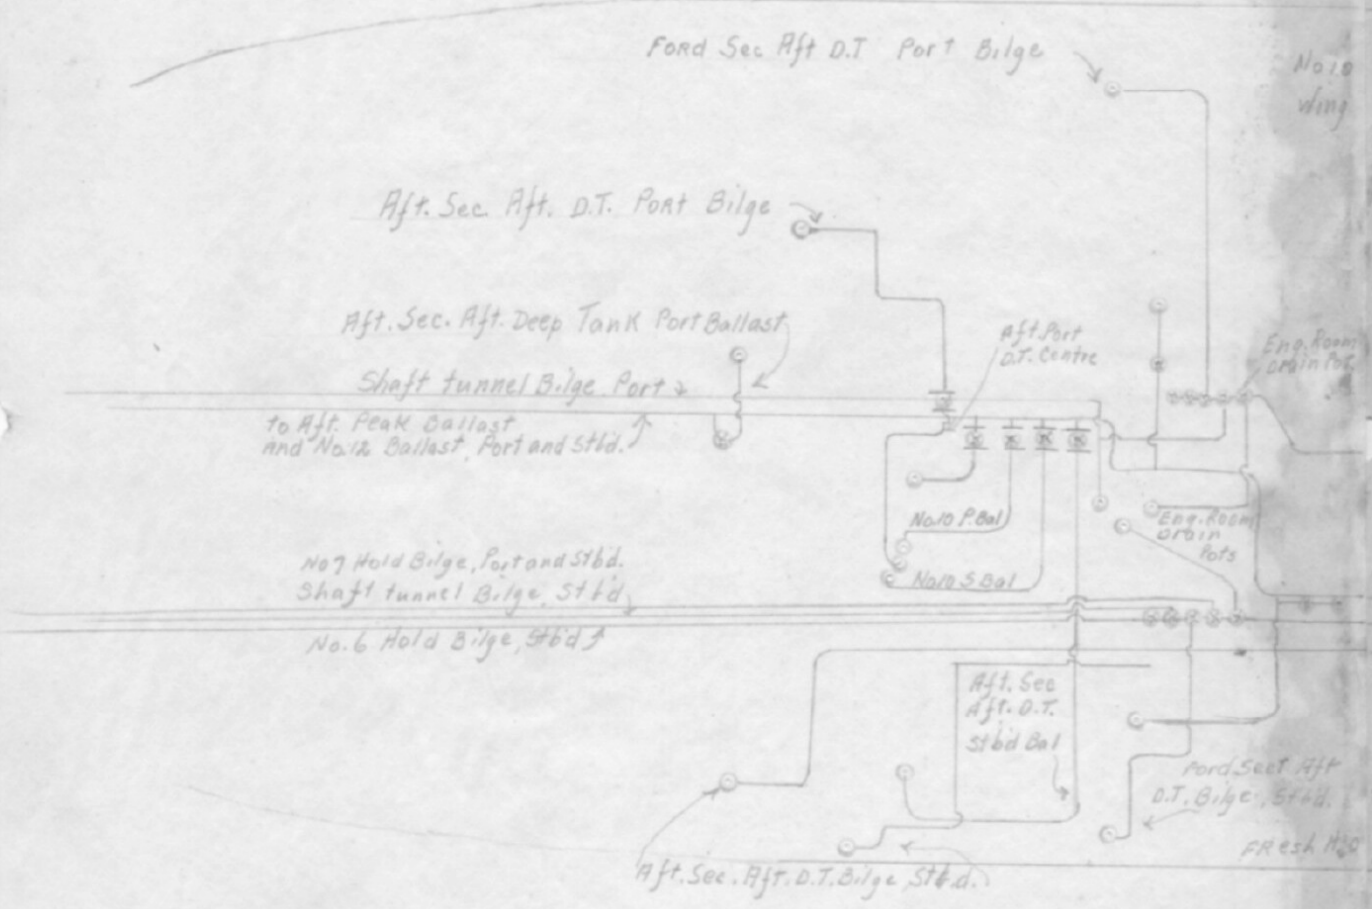 Ford Sec Aft D.T Port Bilge
No 10
Wing
Aft. Sec. Aft. D.T. Port Bilge
Aft. Sec. Aft. Deep Tank Port Ballast
Aft. Port
D.T. Centre
Eng. Room
Drain Pot.
Shaft tunnel Bilge Port
to Aft. Peak Ballast
and No.12 Ballast, Port and Stbd.
No.10 P. Bal
Eng. Room
Drain
Pots
No 7 Hold Bilge, Port and Stbd.
Shaft tunnel Bilge, Stbd
No.10 S. Bal
No. 6 Hold Bilge, Stbd
Aft. Sec
Aft. D.T.
Stbd Bal
Ford. Sect Aft
D.T. Bilge, Stbd.
FResh H2O
Aft. Sec. Aft. D.T. Bilge, Stbd.